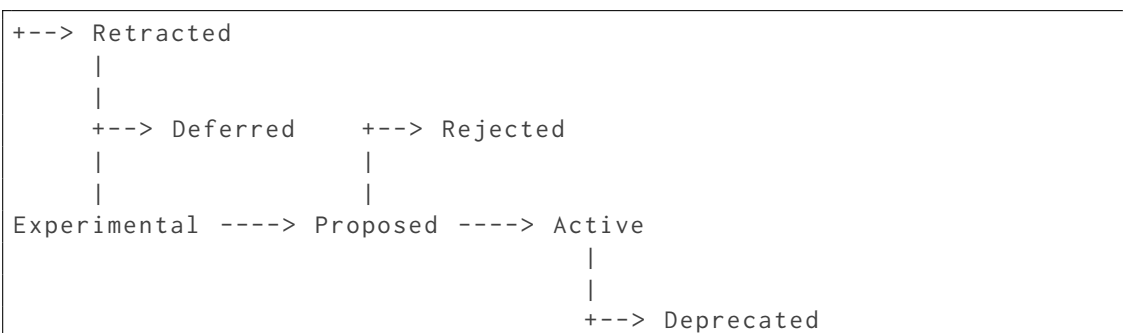 +--> Retracted
     |
     |
     +--> Deferred    +--> Rejected
     |                |
     |                |
Experimental ----> Proposed ----> Active
                                    |
                                    |
                                    +--> Deprecated